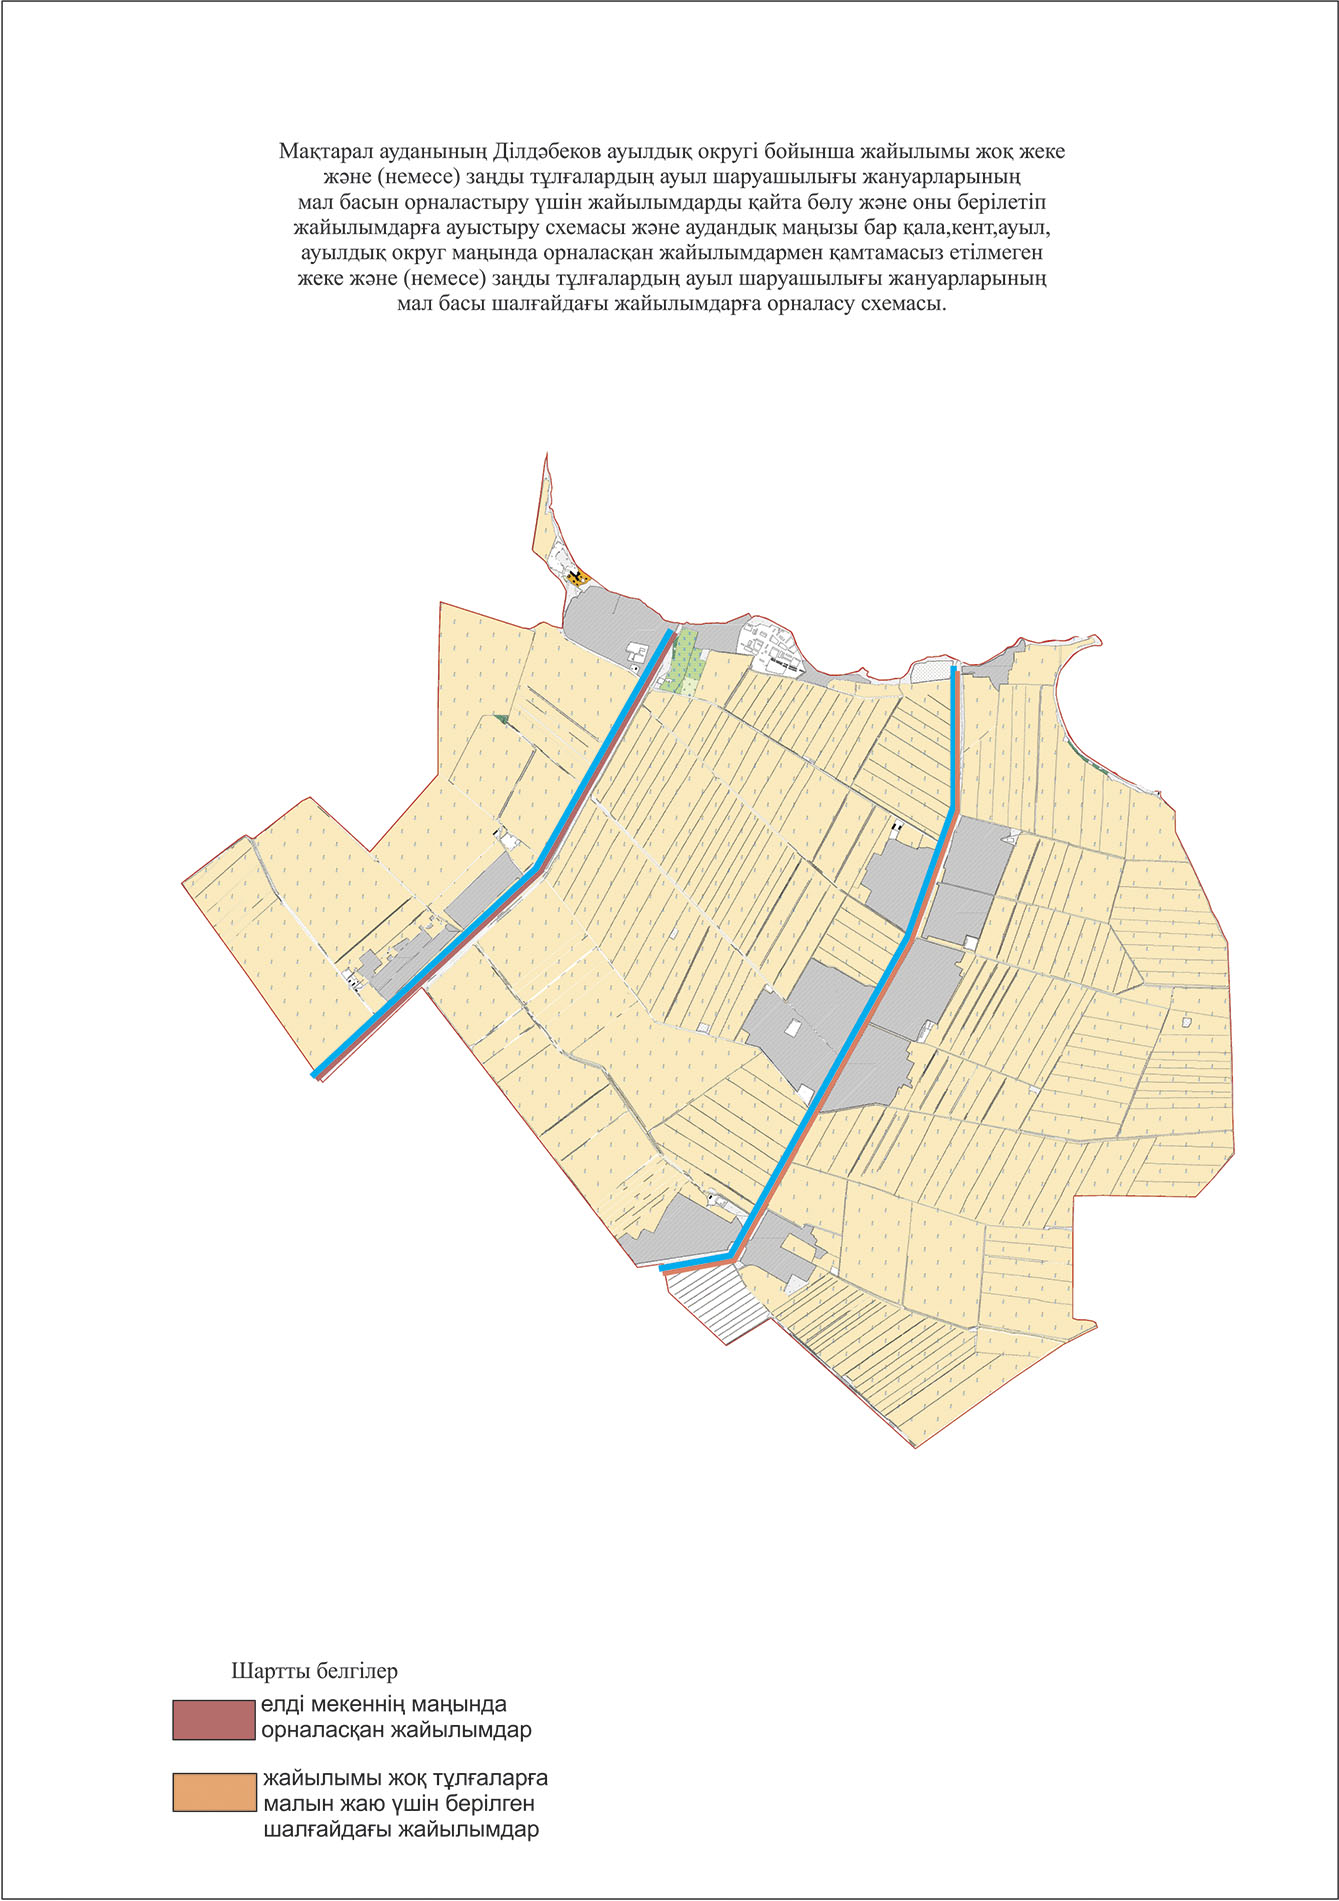 Мақтарал ауданының Ділдәбеков ауылдық округі бойынша жайылымы жоқ жеке
және (немесе) заңды тұлғалардың ауыл шаруашылығы жануарларының
мал басын орналастыру үшін жайылымдарды қайта бөлу және оны берілетіп
жайылымдарға ауыстыру схемасы және аудандық маңызы бар қала,кент,ауыл,
ауылдық округ маңында орналасқан жайылымдармен қамтамасыз етілмеген
жеке және (немесе) заңды тұлғалардың ауыл шаруашылығы жануарларының
мал басы шалғайдағы жайылымдарға орналасу схемасы.
Шартты белгілер
елді мекеннің маңында
орналасқан жайылымдар
жайылымы жоқ тұлғаларға
малын жаю үшін берілген
шалғайдағы жайылымдар